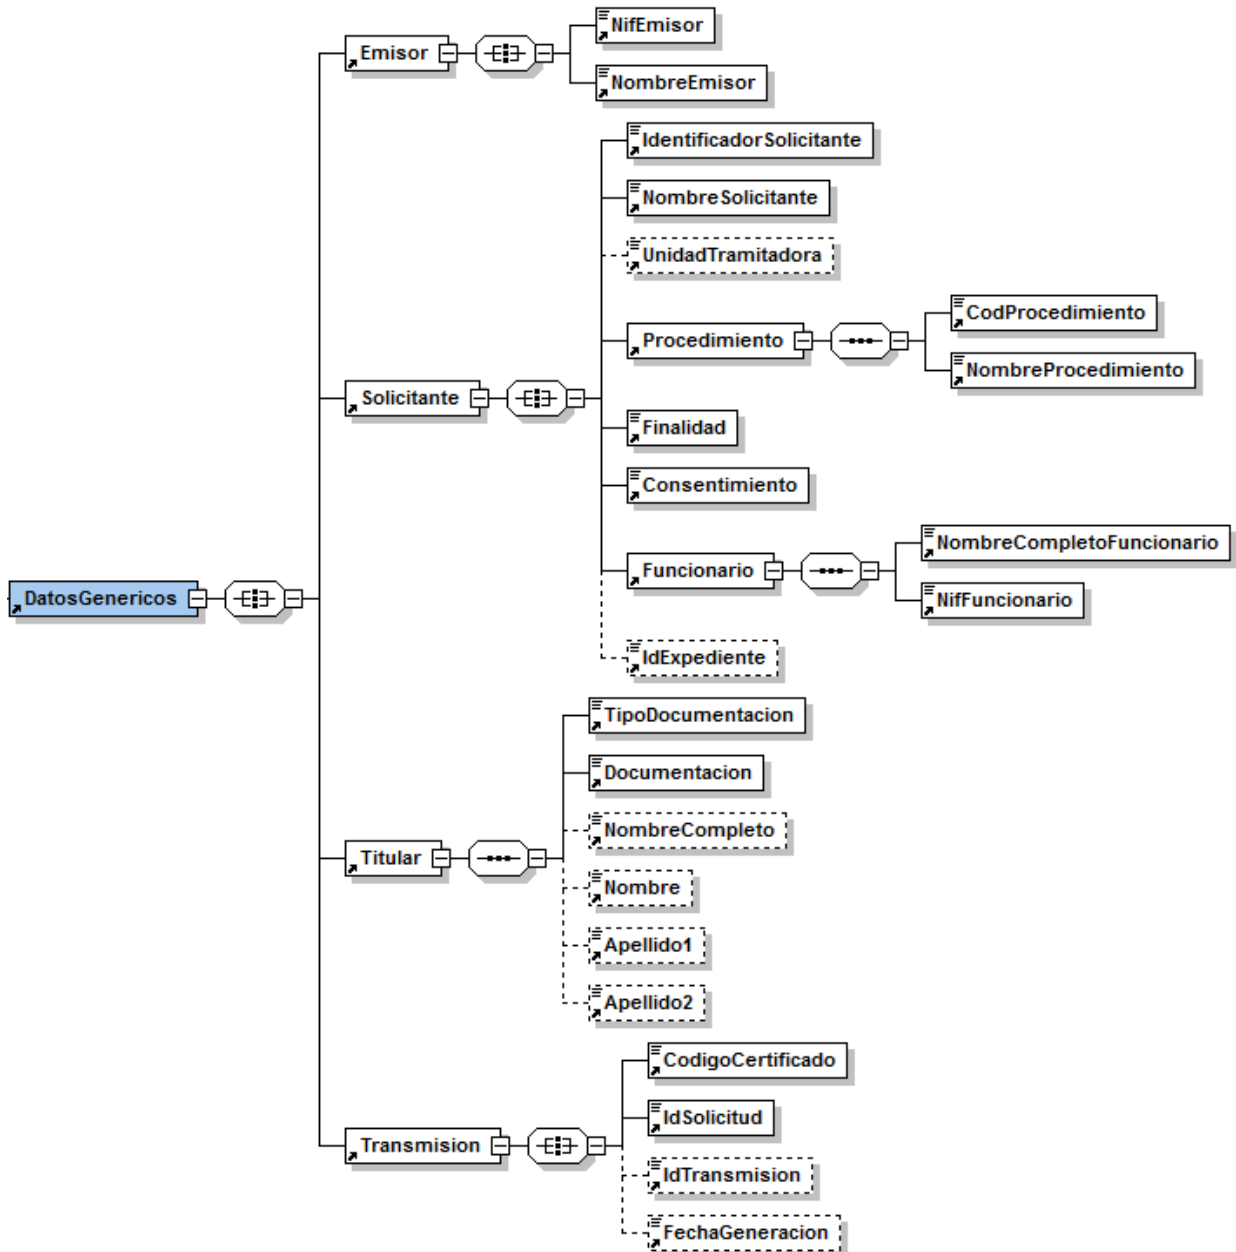 DatosGenericos
Emisor
NifEmisor
NombreEmisor
Solicitante
IdentificadorSolicitante
NombreSolicitante
UnidadTramitadora
Procedimiento
CodProcedimiento
NombreProcedimiento
Finalidad
Consentimiento
Funcionario
NombreCompletoFuncionario
NifFuncionario
IdExpediente
Titular
TipoDocumentacion
Documentacion
NombreCompleto
Nombre
Apellido1
Apellido2
Transmision
CodigoCertificado
IdSolicitud
IdTransmision
FechaGeneracion